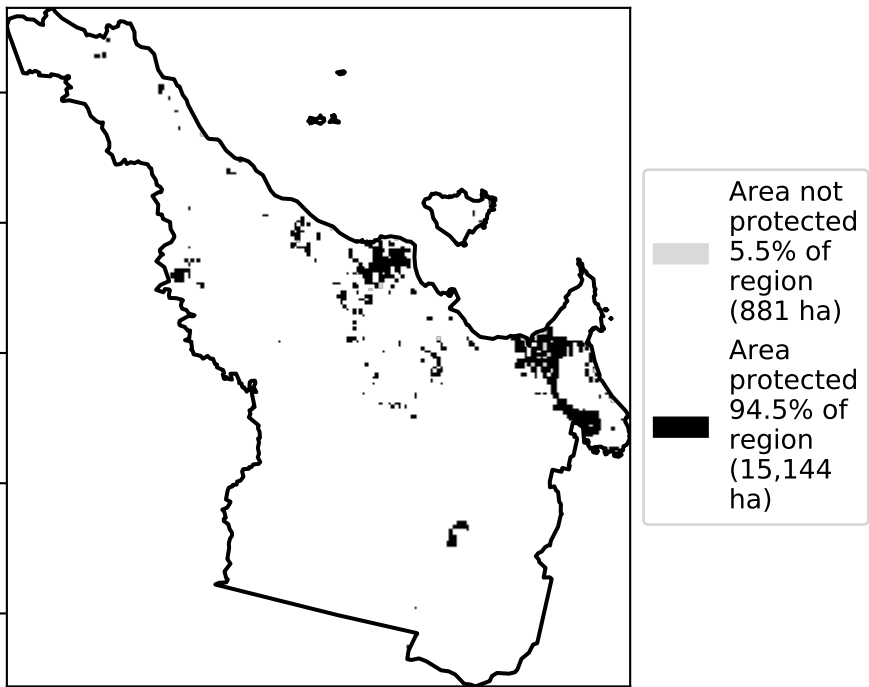 Area not
protected
5.5% of
region
(881 ha)
Area
protected
94.5% of
region
(15,144
ha)